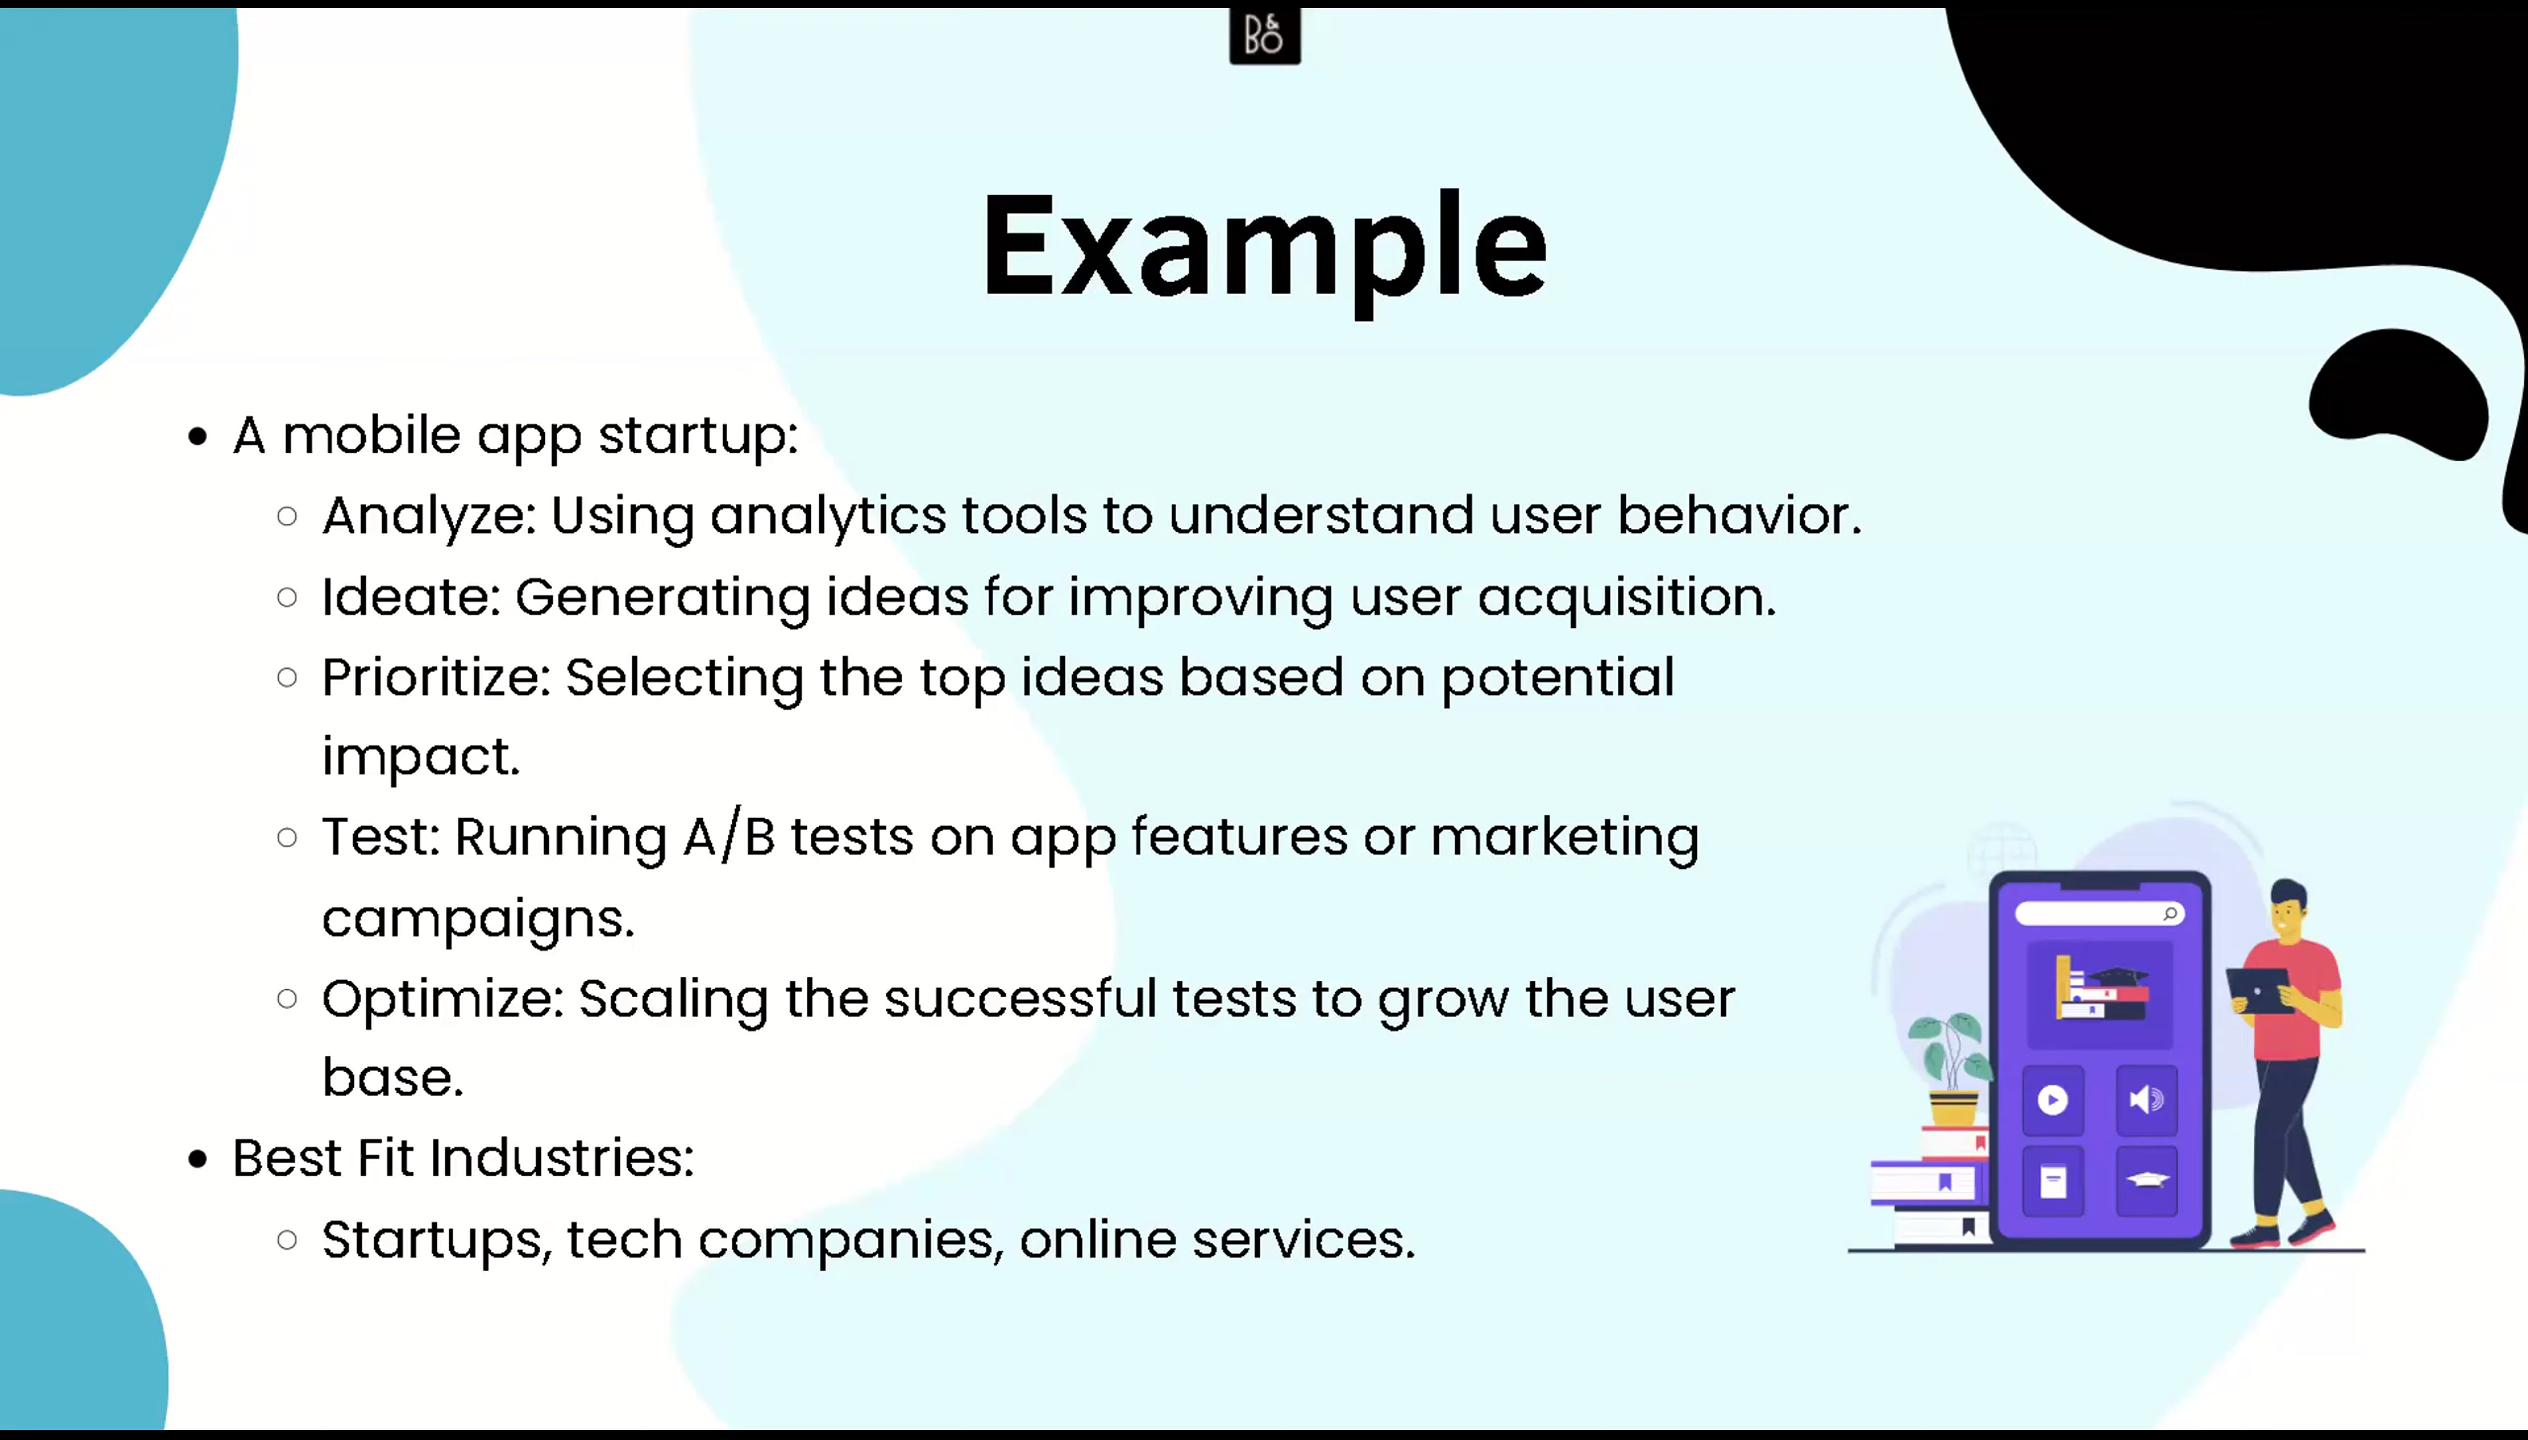 B&O
Example
• A mobile app startup:
○ Analyze: Using analytics tools to understand user behavior.
○ Ideate: Generating ideas for improving user acquisition.
○ Prioritize: Selecting the top ideas based on potential
impact.
○ Test: Running A/B tests on app features or marketing
campaigns.
○ Optimize: Scaling the successful tests to grow the user
base.
• Best Fit Industries:
○ Startups, tech companies, online services.